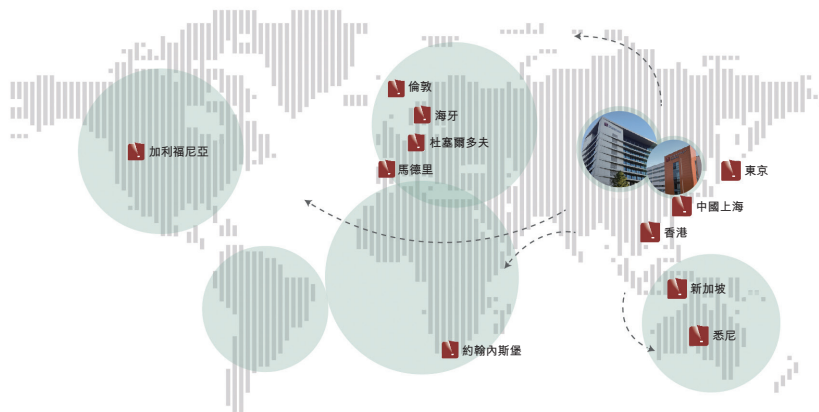 倫敦
海牙
杜塞爾多夫
加利福尼亞
馬德里
東京
中國上海
香港
新加坡
悉尼
約翰內斯堡